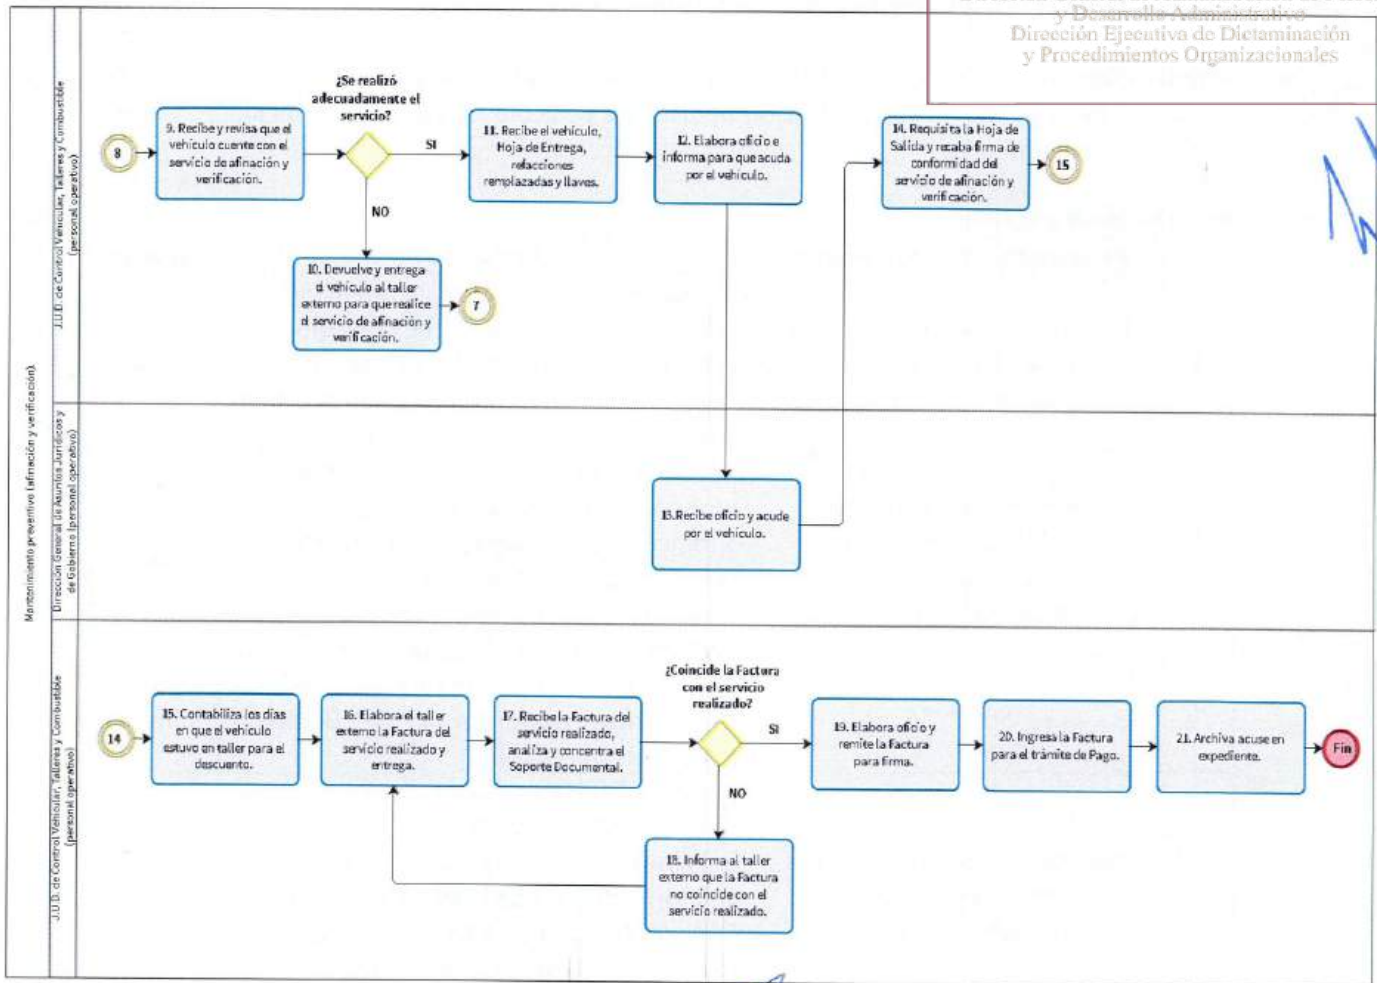 y Desarrollo Administrativo
Dirección Ejecutiva de Dictaminación
y Procedimientos Organizacionales
Mantenimiento preventivo (afinación y verificación).
J.U.D. de Control Vehicular, Talleres y Combustible
(personal operativo)
8
9. Recibe y revisa que el
vehículo cuente con el
servicio de afinación y
verificación.
¿Se realizó
adecuadamente el
servicio?
SI
NO
10. Devuelve y entrega
el vehículo al taller
externo para que realice
el servicio de afinación y
verificación.
7
11. Recibe el vehículo,
Hoja de Entrega,
refacciones
remplazadas y llaves.
12. Elabora oficio e
informa para que acuda
por el vehículo.
14. Requisita la Hoja de
Salida y recaba firma de
conformidad del
servicio de afinación y
verificación.
15
Dirección General de Asuntos Jurídicos y
de Gobierno (personal operativo)
13.Recibe oficio y acude
por el vehículo.
J.U.D. de Control Vehicular, Talleres y Combustible
(personal operativo)
14
15. Contabiliza los días
en que el vehículo
estuvo en taller para el
descuento.
16. Elabora el taller
externo la Factura del
servicio realizado y
entrega.
17. Recibe la Factura del
servicio realizado,
analiza y concentra el
Soporte Documental.
¿Coincide la Factura
con el servicio
realizado?
SI
NO
18. Informa al taller
externo que la Factura
no coincide con el
servicio realizado.
19. Elabora oficio y
remite la Factura
para firma.
20. Ingresa la Factura
para el trámite de Pago.
21. Archiva acuse en
expediente.
Fin